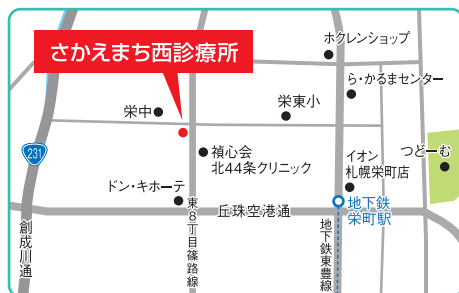 ホクレンショップ
さかえまち西診療所
ら・かるまセンター
栄中
栄東小
つどーむ
231
禎心会
北44条クリニック
イオン
札幌栄町店
ドン・キホーテ
地下鉄
栄町駅
丘珠空港通
東8丁目篠路線
創成川通
地下鉄東豊線